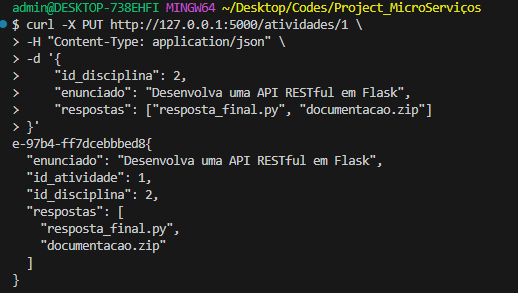 admin@DESKTOP-738EHFI MINGW64 ~/Desktop/Codes/Project_MicroServiços
$ curl -X PUT http://127.0.0.1:5000/atividades/1 \
> -H "Content-Type: application/json" \
> -d '{
>     "id_disciplina": 2,
>     "enunciado": "Desenvolva uma API RESTful em Flask",
>     "respostas": ["resposta_final.py", "documentacao.zip"]
> }'
e-97b4-ff7dcebbbed8{
  "enunciado": "Desenvolva uma API RESTful em Flask",
  "id_atividade": 1,
  "id_disciplina": 2,
  "respostas": [
    "resposta_final.py",
    "documentacao.zip"
  ]
}